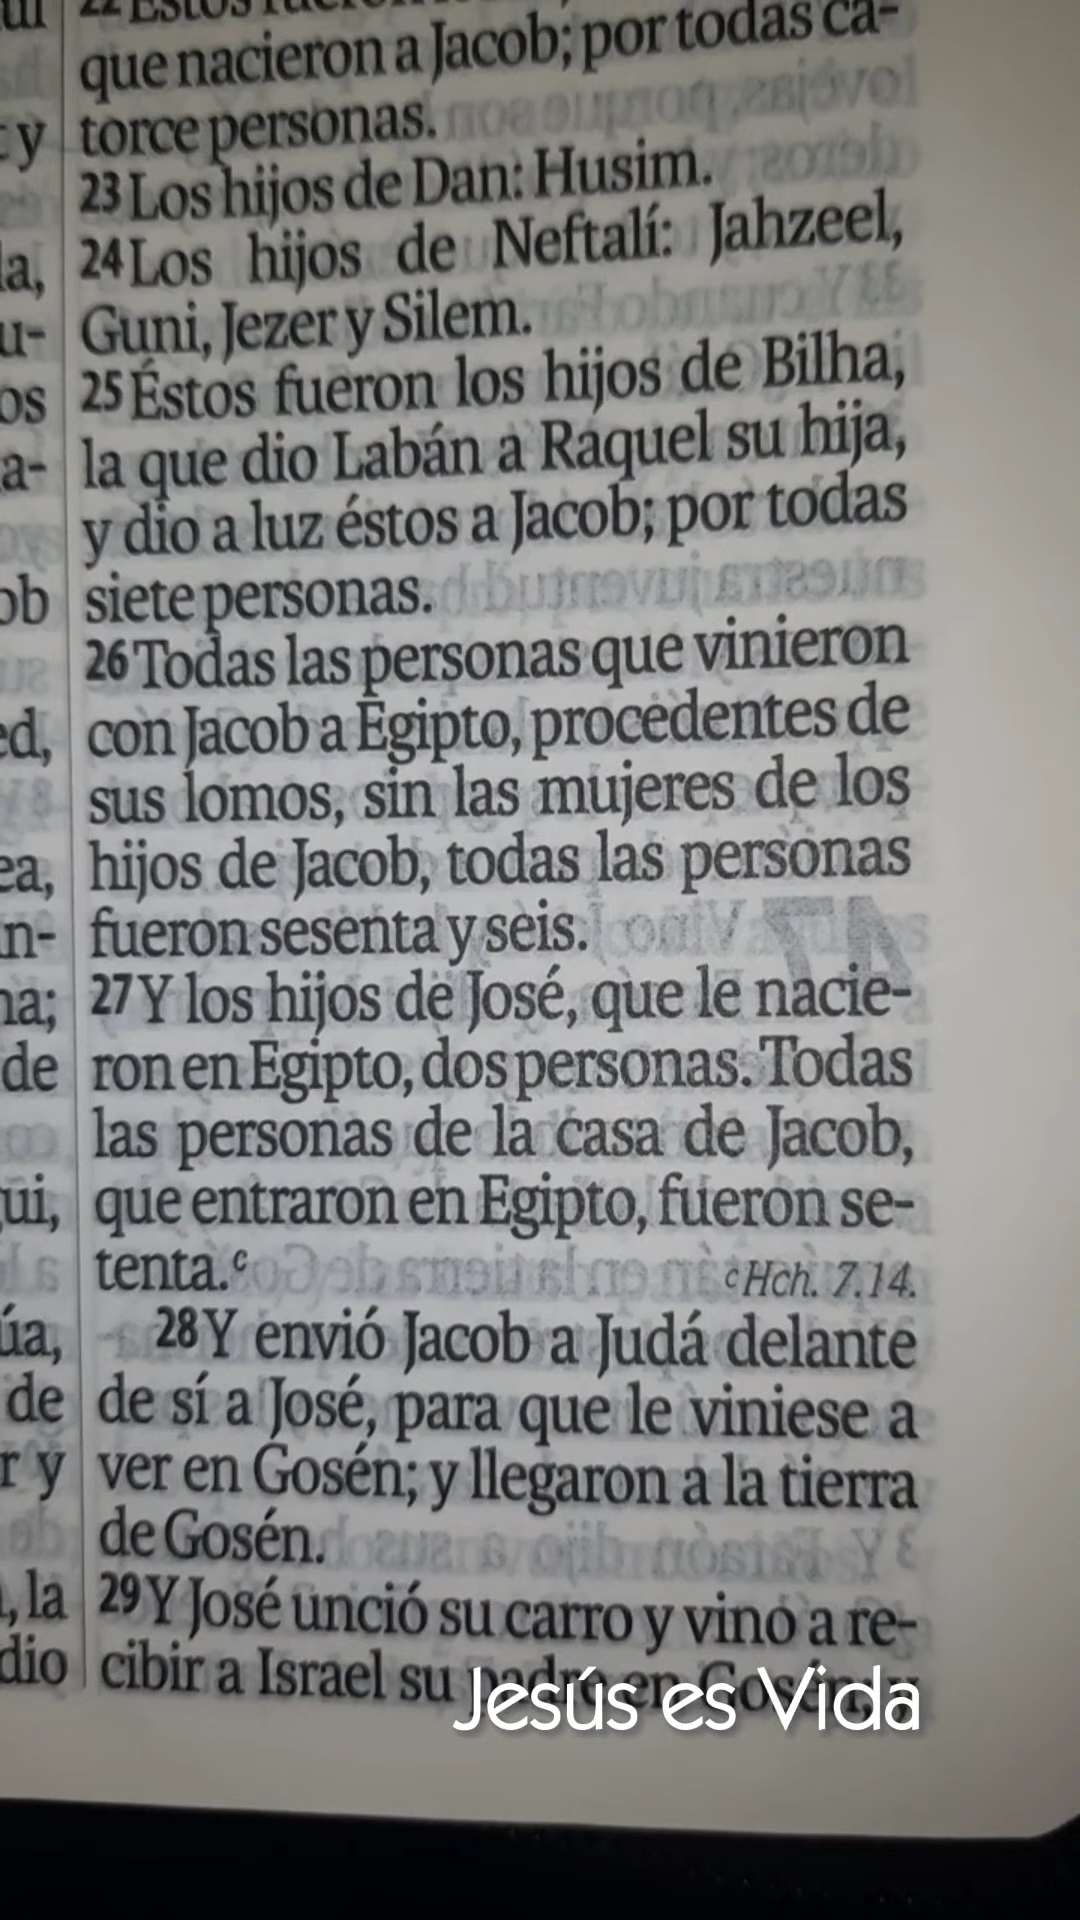 22 Estos fueron
que nacieron a Jacob; por todas ca-
torce personas.
23 Los hijos de Dan: Husim.
24 Los hijos de Neftalí: Jahzeel,
Guni, Jezer y Silem.
25 Éstos fueron los hijos de Bilha,
la que dio Labán a Raquel su hija,
y dio a luz éstos a Jacob; por todas
siete personas.
26 Todas las personas que vinieron
con Jacob a Egipto, procedentes de
sus lomos, sin las mujeres de los
hijos de Jacob, todas las personas
fueron sesenta y seis.
27 Y los hijos de José, que le nacie-
ron en Egipto, dos personas. Todas
las personas de la casa de Jacob,
que entraron en Egipto, fueron se-
tenta.c cHch. 7.14.
28 Y envió Jacob a Judá delante
de sí a José, para que le viniese a
ver en Gosén; y llegaron a la tierra
de Gosén.
29 Y José unció su carro y vino a re-
cibir a Israel su padre en Gosén, y
Jesús es Vida